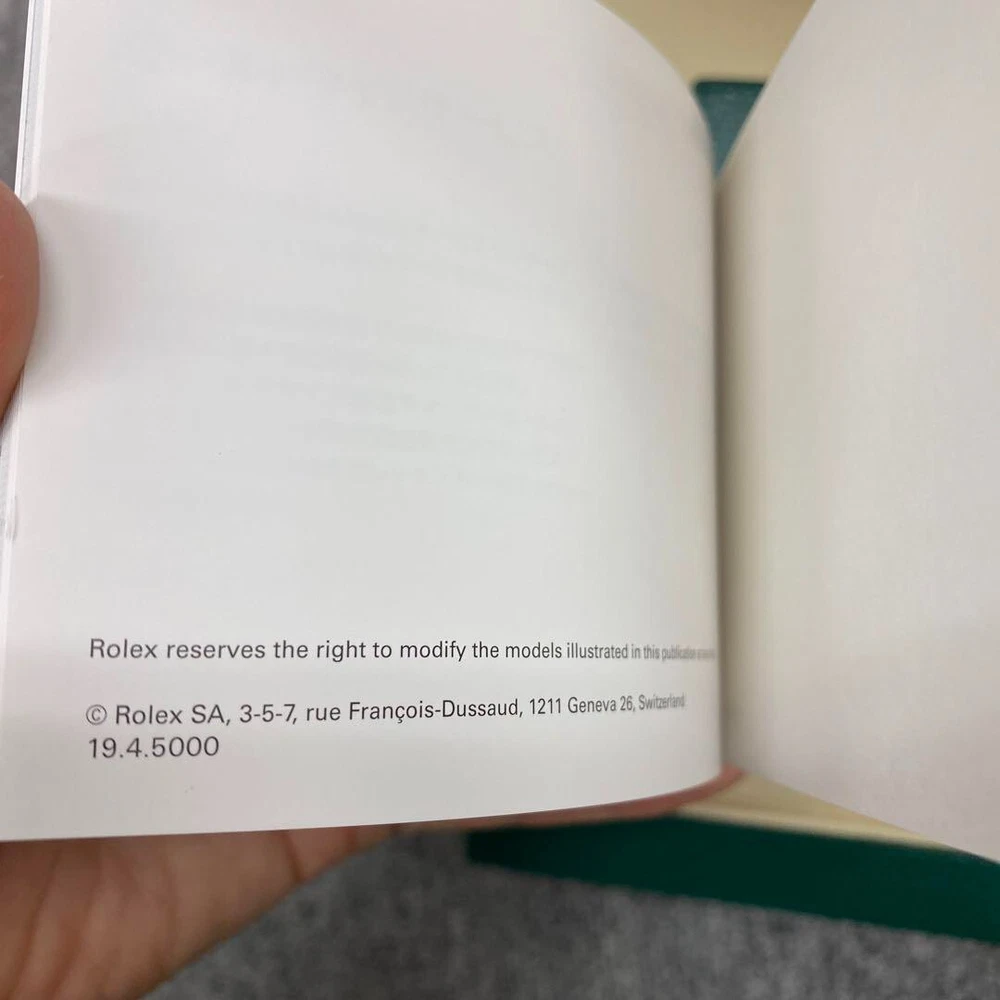 Rolex reserves the right to modify the models illustrated in this publication
© Rolex SA, 3-5-7, rue François-Dussaud, 1211 Geneva 26, Switzerland
19.4.5000